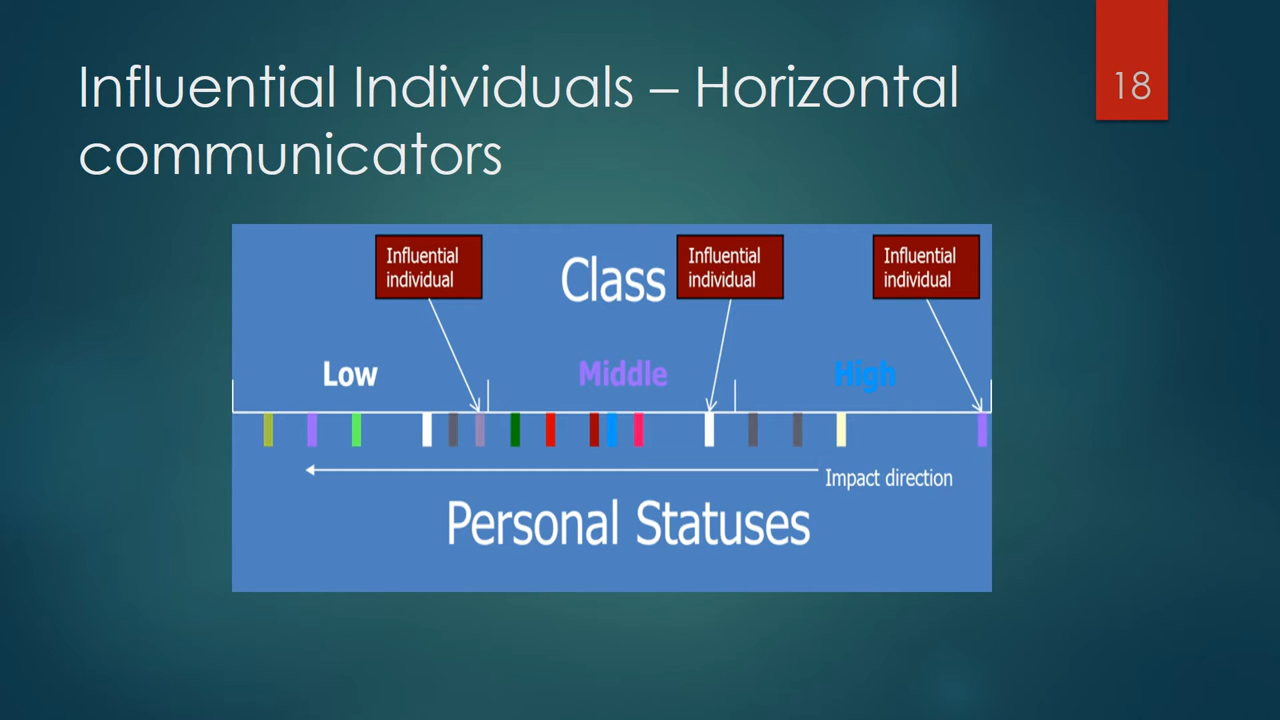 Influential Individuals – Horizontal
communicators
18
Influential
individual
Class
Influential
individual
Influential
individual
Low
Middle
High
Impact direction
Personal Statuses